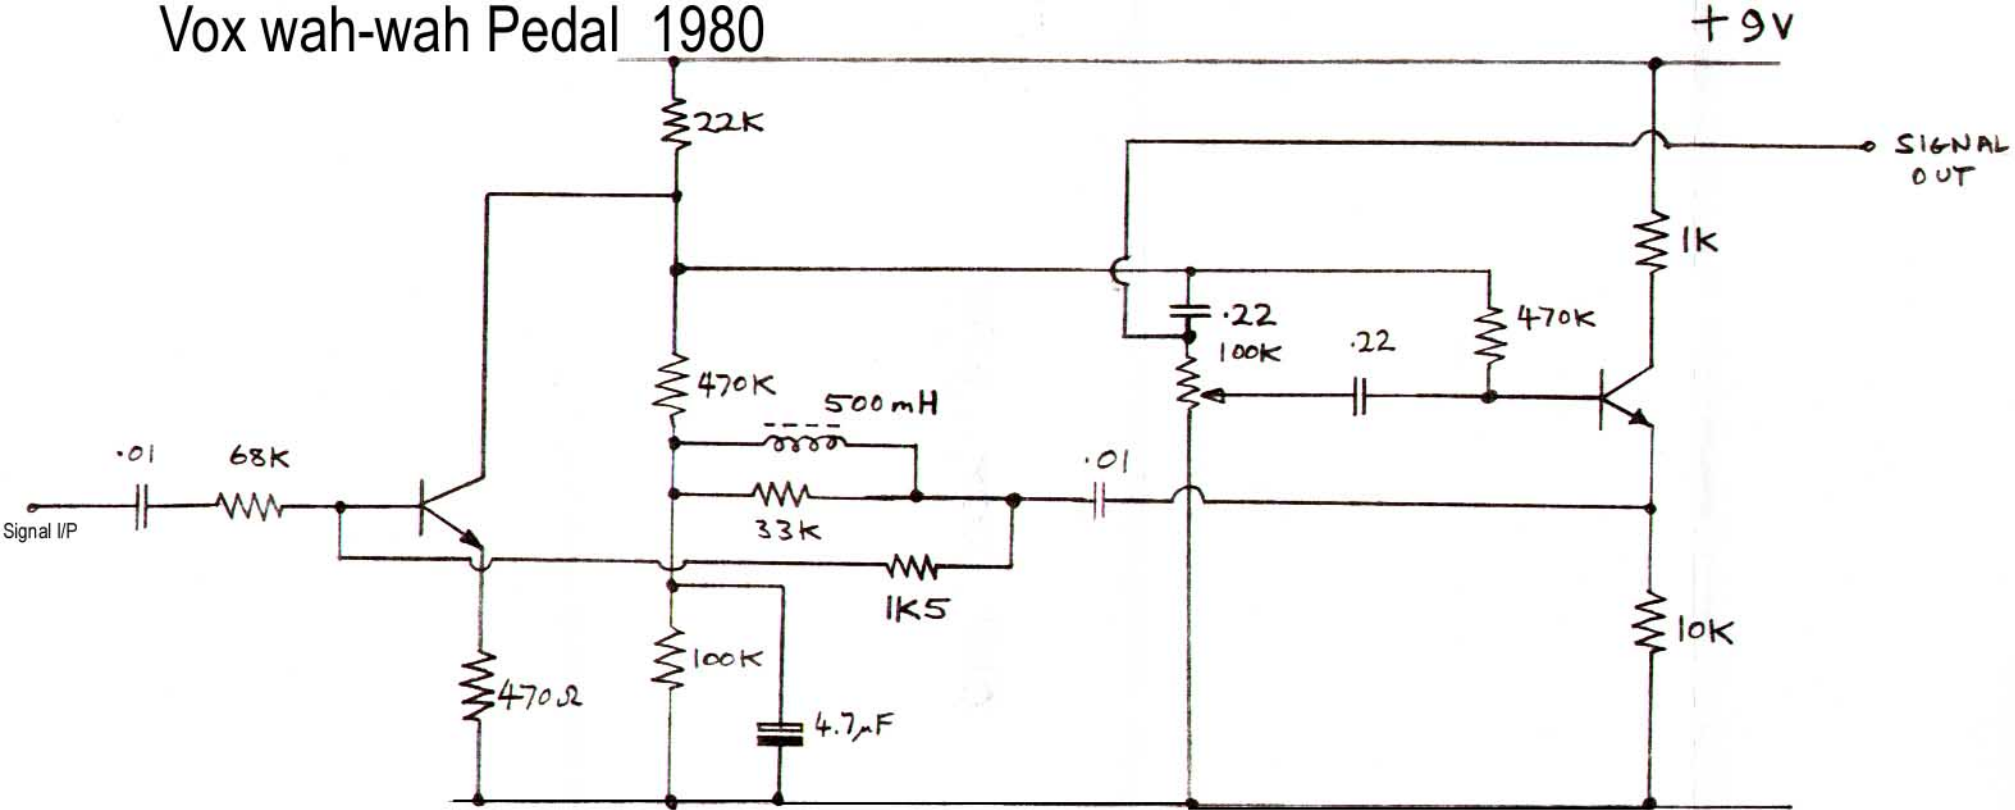 Vox wah-wah Pedal 1980
+9V
22K
SIGNAL
OUT
1K
.22
470K
100K
.22
470K
500mH
.01
68K
.01
Signal I/P
33K
1K5
100K
10K
470Ω
4.7µF